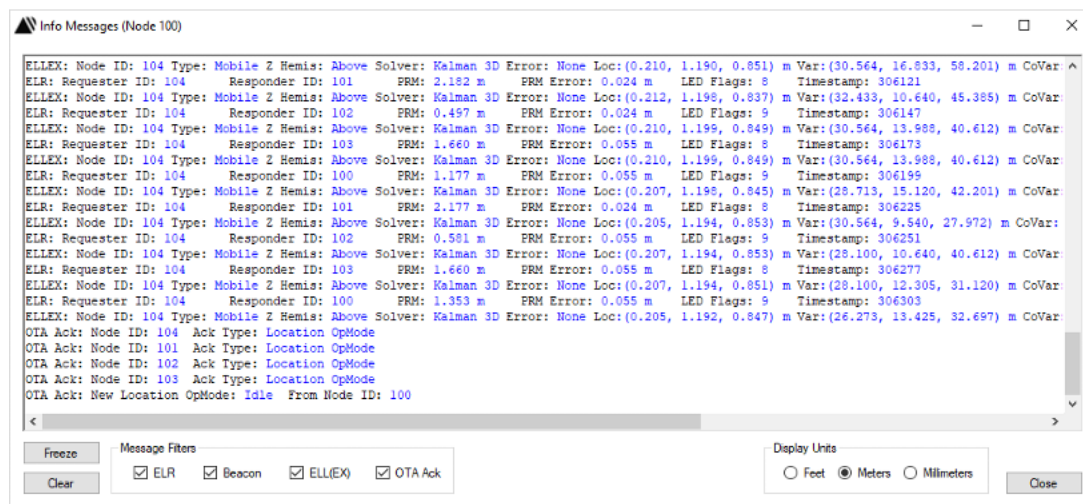 Info Messages (Node 100)
ELLEX: Node ID: 104 Type: Mobile Z Hemis: Above Solver: Kalman 3D Error: None Loc:(0.210, 1.190, 0.851) m Var:(30.564, 16.833, 58.201) m CoVar:
ELR: Requester ID: 104 Responder ID: 101 PRM: 2.182 m PRM Error: 0.024 m LED Flags: 8 Timestamp: 306121
ELLEX: Node ID: 104 Type: Mobile Z Hemis: Above Solver: Kalman 3D Error: None Loc:(0.212, 1.198, 0.837) m Var:(32.433, 10.640, 45.385) m CoVar:
ELR: Requester ID: 104 Responder ID: 102 PRM: 0.497 m PRM Error: 0.024 m LED Flags: 9 Timestamp: 306147
ELLEX: Node ID: 104 Type: Mobile Z Hemis: Above Solver: Kalman 3D Error: None Loc:(0.210, 1.199, 0.849) m Var:(30.564, 13.988, 40.612) m CoVar:
ELR: Requester ID: 104 Responder ID: 103 PRM: 1.660 m PRM Error: 0.055 m LED Flags: 8 Timestamp: 306173
ELLEX: Node ID: 104 Type: Mobile Z Hemis: Above Solver: Kalman 3D Error: None Loc:(0.210, 1.199, 0.849) m Var:(30.564, 13.988, 40.612) m CoVar:
ELR: Requester ID: 104 Responder ID: 100 PRM: 1.177 m PRM Error: 0.055 m LED Flags: 9 Timestamp: 306199
ELLEX: Node ID: 104 Type: Mobile Z Hemis: Above Solver: Kalman 3D Error: None Loc:(0.207, 1.198, 0.845) m Var:(28.713, 15.120, 42.201) m CoVar:
ELR: Requester ID: 104 Responder ID: 101 PRM: 2.177 m PRM Error: 0.024 m LED Flags: 8 Timestamp: 306225
ELLEX: Node ID: 104 Type: Mobile Z Hemis: Above Solver: Kalman 3D Error: None Loc:(0.205, 1.194, 0.853) m Var:(30.564, 9.540, 27.972) m CoVar:
ELR: Requester ID: 104 Responder ID: 102 PRM: 0.581 m PRM Error: 0.055 m LED Flags: 9 Timestamp: 306251
ELLEX: Node ID: 104 Type: Mobile Z Hemis: Above Solver: Kalman 3D Error: None Loc:(0.207, 1.194, 0.853) m Var:(28.100, 10.640, 40.612) m CoVar:
ELR: Requester ID: 104 Responder ID: 103 PRM: 1.660 m PRM Error: 0.055 m LED Flags: 8 Timestamp: 306277
ELLEX: Node ID: 104 Type: Mobile Z Hemis: Above Solver: Kalman 3D Error: None Loc:(0.207, 1.194, 0.851) m Var:(28.100, 12.305, 31.120) m CoVar:
ELR: Requester ID: 104 Responder ID: 100 PRM: 1.353 m PRM Error: 0.055 m LED Flags: 9 Timestamp: 306303
ELLEX: Node ID: 104 Type: Mobile Z Hemis: Above Solver: Kalman 3D Error: None Loc:(0.205, 1.192, 0.847) m Var:(26.273, 13.425, 32.697) m CoVar:
OTA Ack: Node ID: 104 Ack Type: Location OpMode
OTA Ack: Node ID: 101 Ack Type: Location OpMode
OTA Ack: Node ID: 102 Ack Type: Location OpMode
OTA Ack: Node ID: 103 Ack Type: Location OpMode
OTA Ack: New Location OpMode: Idle From Node ID: 100
Freeze
Clear
Message Filters
ELR Beacon ELL(EX) OTA Ack
Display Units
Feet Meters Millimeters
Close